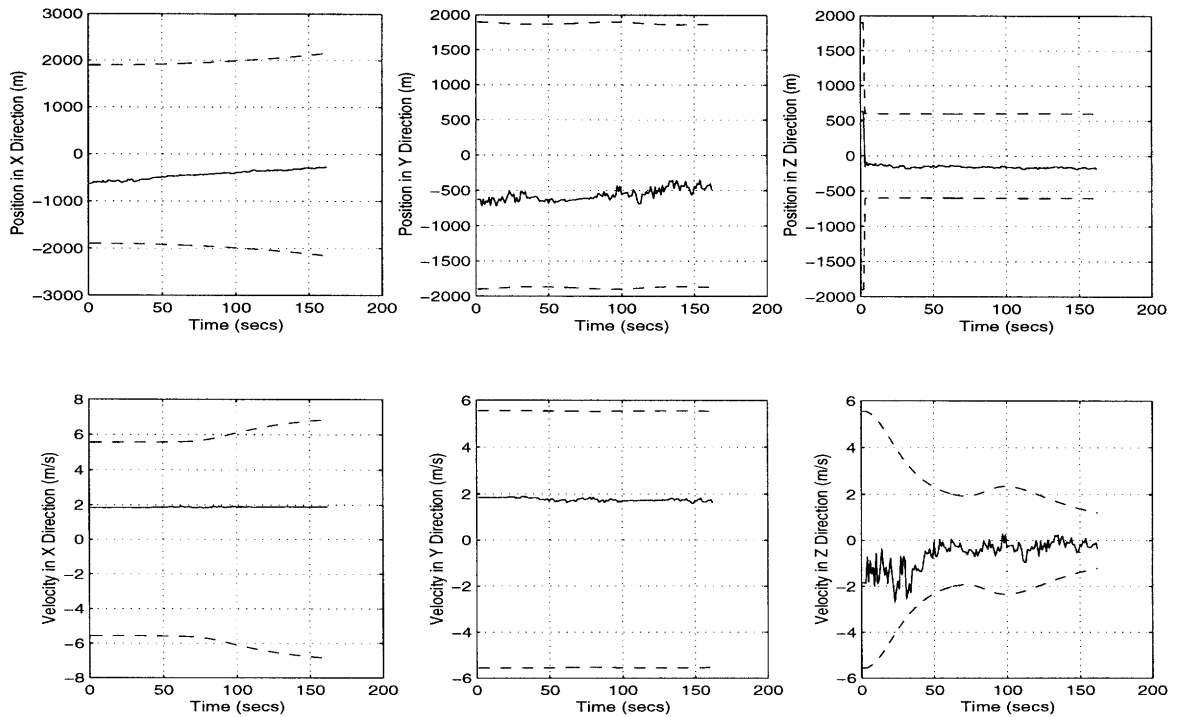 Position in X Direction (m)
3000
2000
1000
0
−1000
−2000
−3000
0 50 100 150 200
Time (secs)
Position in Y Direction (m)
2000
1500
1000
500
0
−500
−1000
−1500
−2000
0 50 100 150 200
Time (secs)
Position in Z Direction (m)
2000
1500
1000
500
0
−500
−1000
−1500
−2000
0 50 100 150 200
Time (secs)
Velocity in X Direction (m/s)
8
6
4
2
0
−2
−4
−6
−8
0 50 100 150 200
Time (secs)
Velocity in Y Direction (m/s)
6
4
2
0
−2
−4
−6
0 50 100 150 200
Time (secs)
Velocity in Z Direction (m/s)
6
4
2
0
−2
−4
−6
0 50 100 150 200
Time (secs)